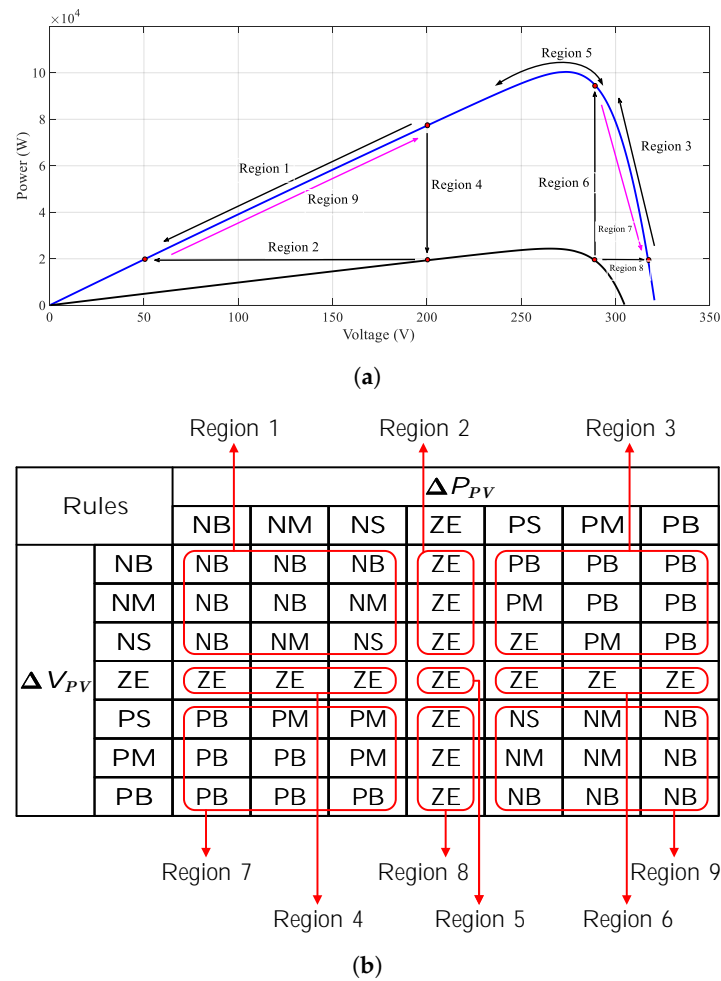 ×10⁴
10
8
6
4
2
0
0 50 100 150 200 250 300 350
Power (W)
Voltage (V)
Region 5
Region 1
Region 3
Region 9
Region 4
Region 6
Region 7
Region 2
Region 8
(a)
Region 1 Region 2 Region 3
Rules ΔP_PV
NB NM NS ZE PS PM PB
ΔV_PV
NB NB NB NB ZE PB PB PB
NM NB NB NM ZE PM PB PB
NS NB NM NS ZE ZE PM PB
ZE ZE ZE ZE ZE ZE ZE ZE
PS PB PM PM ZE NS NM NB
PM PB PB PM ZE NM NM NB
PB PB PB PB ZE NB NB NB
Region 7 Region 8 Region 9
Region 4 Region 5 Region 6
(b)